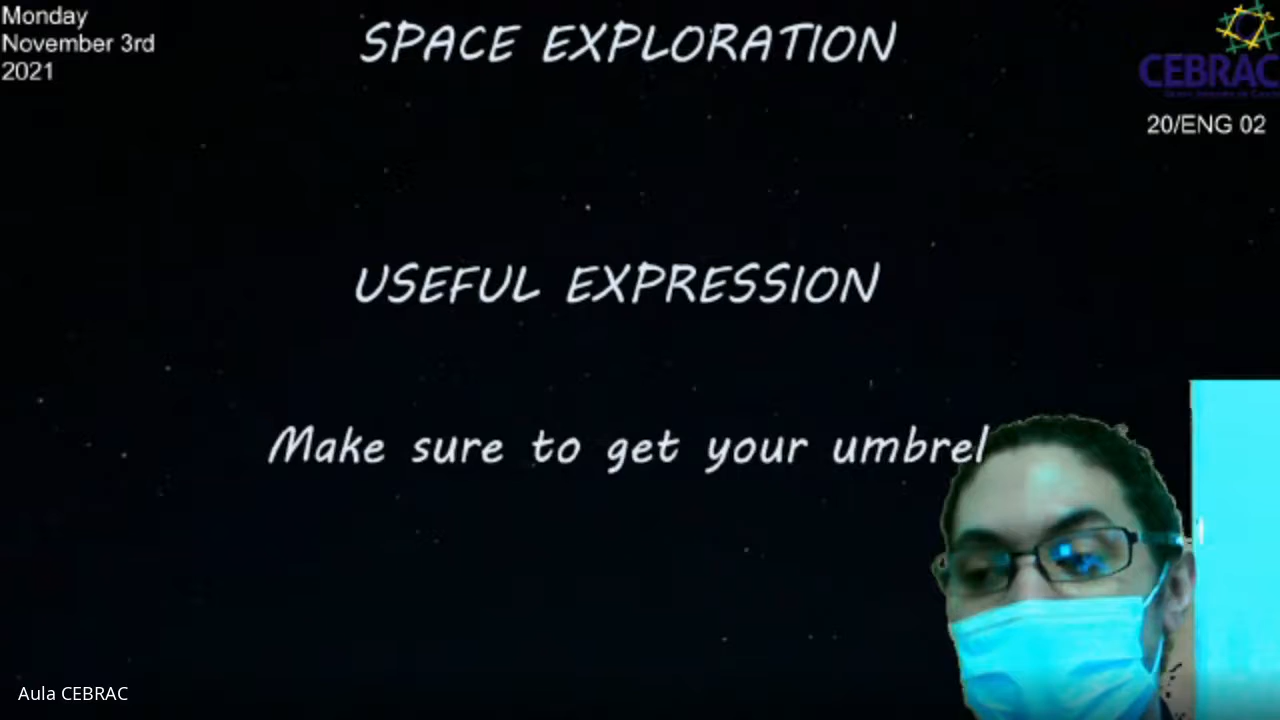 Monday
November 3rd
2021
SPACE EXPLORATION
CEBRAC
20/ENG 02
USEFUL EXPRESSION
Make sure to get your umbrel
Aula CEBRAC